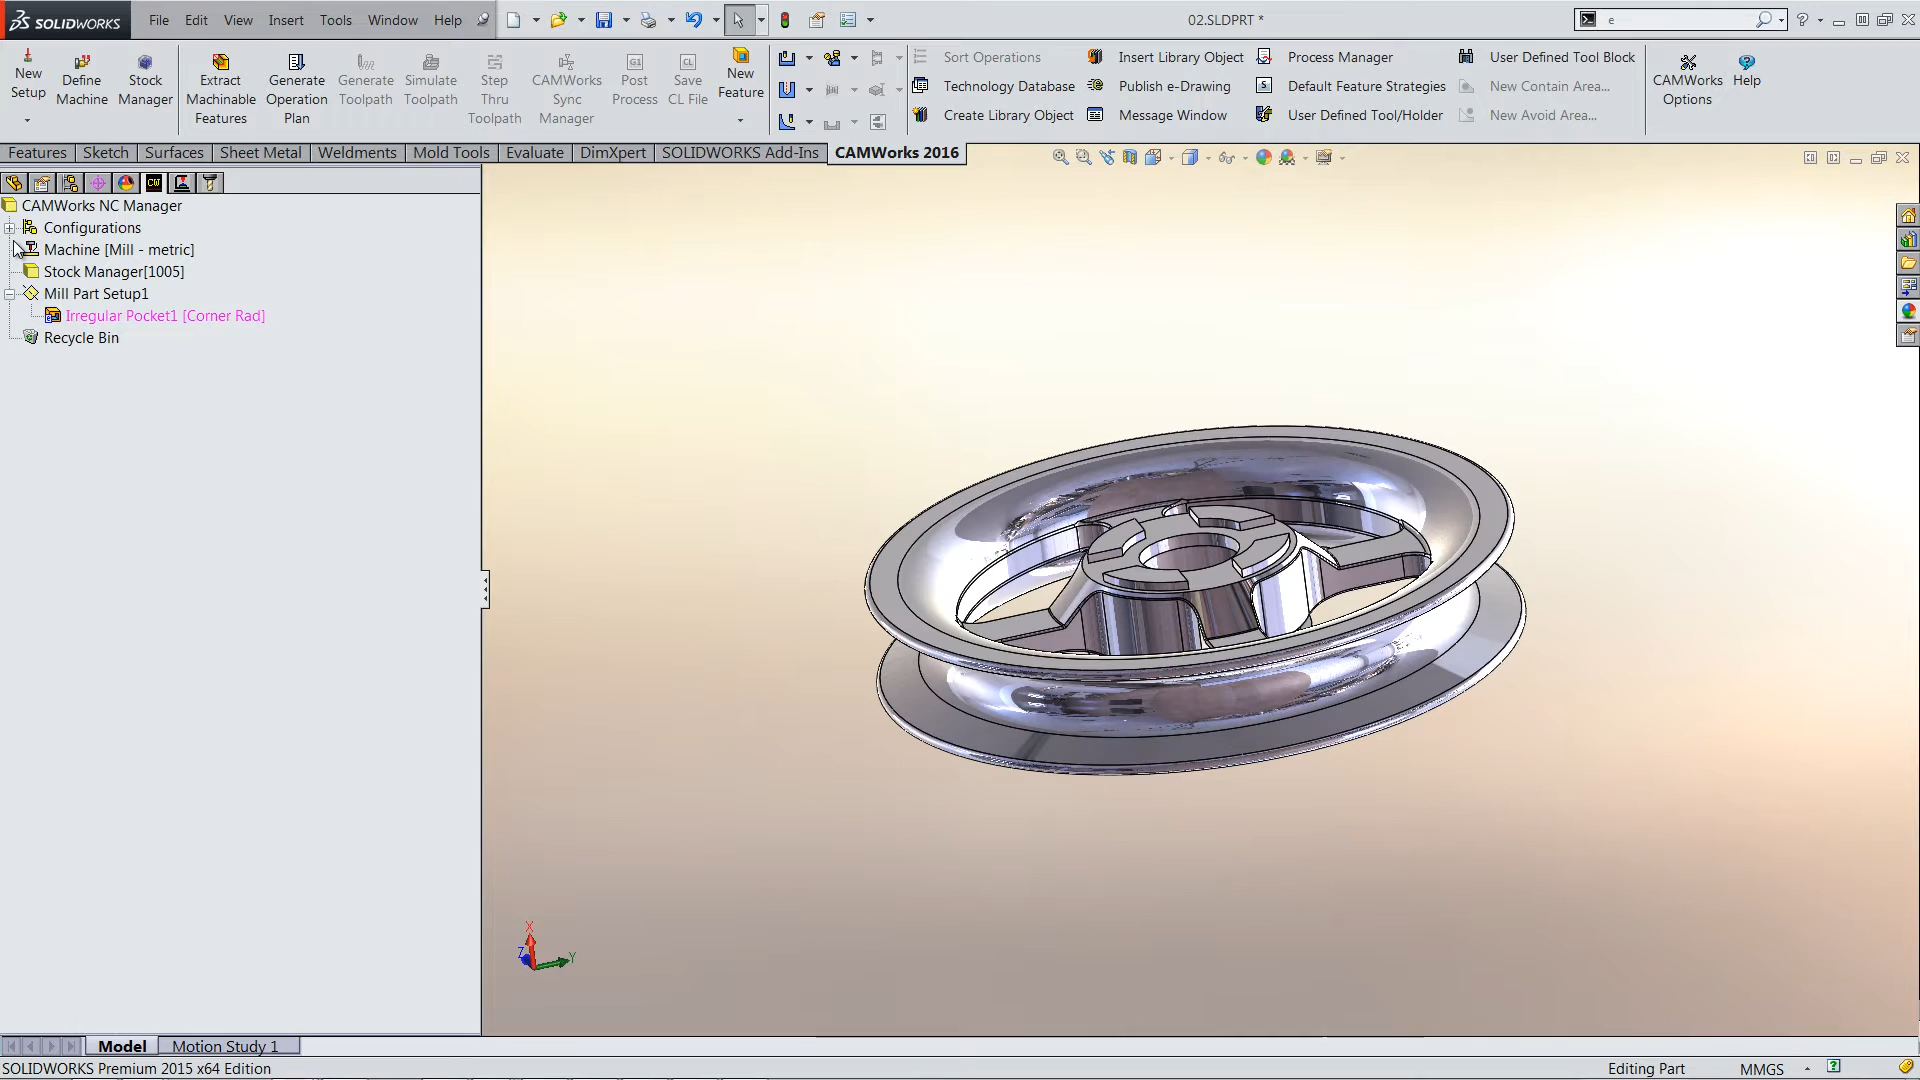 SOLIDWORKS File Edit View Insert Tools Window Help 02.SLDPRT * e
New Setup
Define Machine
Stock Manager
Extract Machinable Features
Generate Operation Plan
Generate Toolpath
Simulate Toolpath
Step Thru Toolpath
CAMWorks Sync Manager
Post Process
Save CL File
New Feature
Sort Operations Insert Library Object Process Manager User Defined Tool Block
Technology Database Publish e-Drawing Default Feature Strategies New Contain Area...
Create Library Object Message Window User Defined Tool/Holder New Avoid Area...
CAMWorks Options
Help
Features Sketch Surfaces Sheet Metal Weldments Mold Tools Evaluate DimXpert SOLIDWORKS Add-Ins CAMWorks 2016
CAMWorks NC Manager
Configurations
Machine [Mill - metric]
Stock Manager[1005]
Mill Part Setup1
Irregular Pocket1 [Corner Rad]
Recycle Bin
X
Z Y
Model Motion Study 1
SOLIDWORKS Premium 2015 x64 Edition Editing Part MMGS